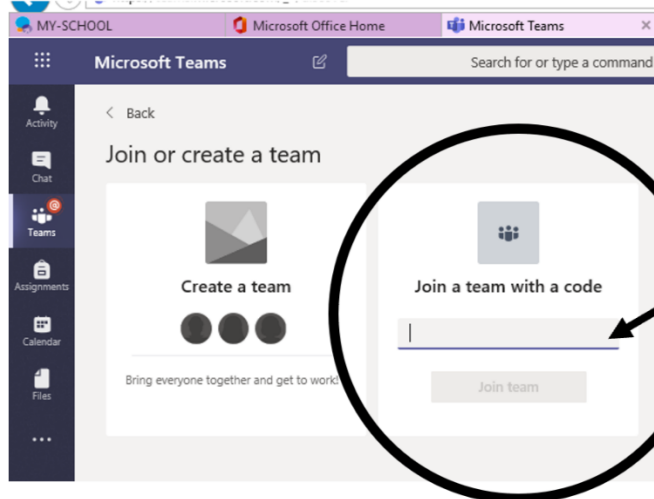 MY-SCHOOL
Microsoft Office Home
Microsoft Teams
Microsoft Teams
Search for or type a command
Activity
Chat
Teams
Assignments
Calendar
Files
Back
Join or create a team
Create a team
Bring everyone together and get to work!
Join a team with a code
Join team